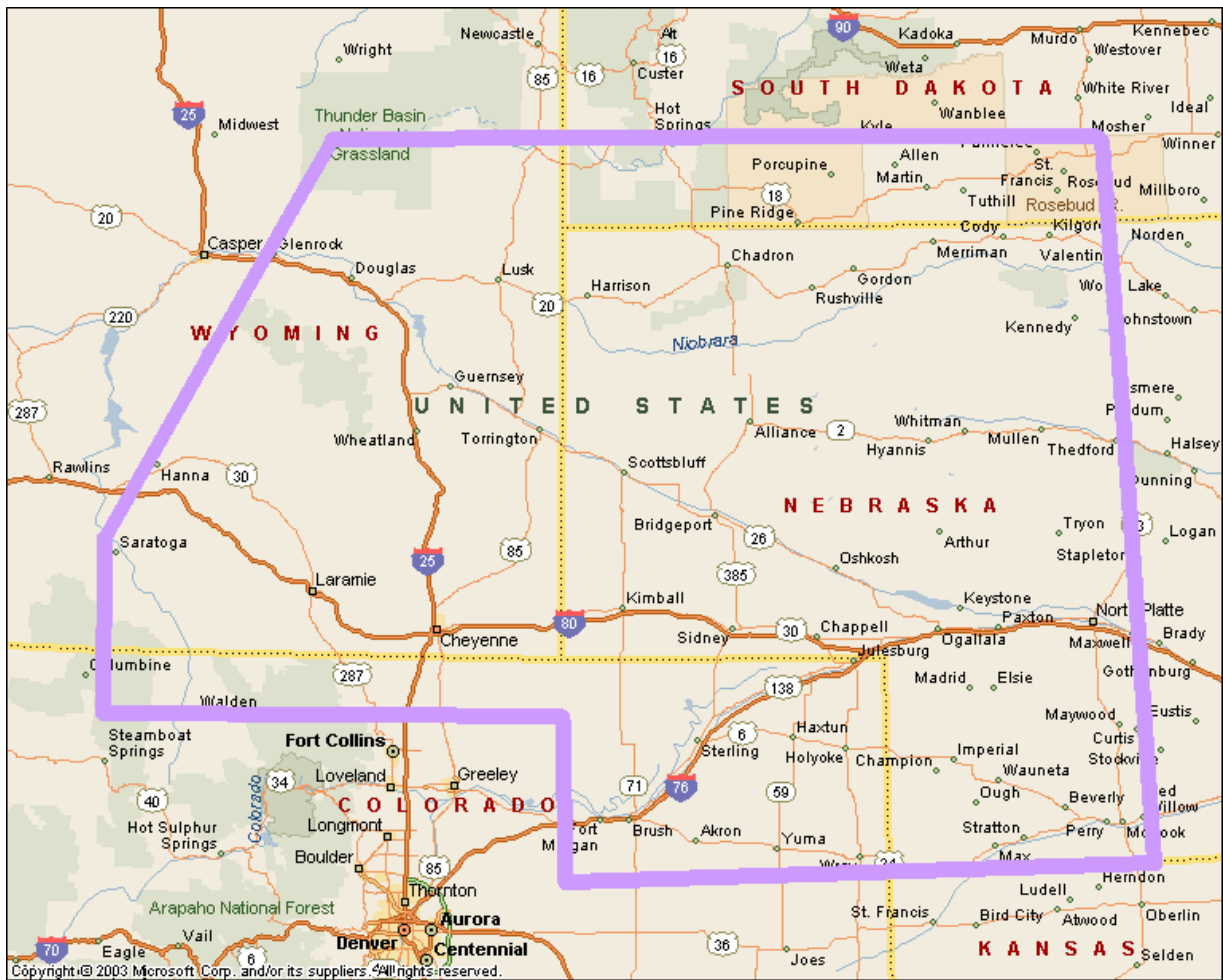 Newcastle
Alt
16
90
Kadoka
Murdo
Kennebec
Wright
85
16
Custer
Weta
Westover
SOUTH DAKOTA
White River
Ideal
25
Midwest
Thunder Basin
Grassland
Hot
Springs
Wanblee
Kyle
Mosher
Winner
Porcupine
Allen
St.
Martin
Francis
Rosebud
Millboro
18
Tuthill
Rosebud
20
Pine Ridge
Casper
Glenrock
Cody
Kilgore
Norden
Merriman
Chadron
Douglas
Lusk
Gordon
Harrison
Rushville
Lake
20
220
WYOMING
Kennedy
Johnstown
Niobrara
Guernsey
287
UNITED STATES
Wheatland
Torrington
Alliance
2
Whitman
Hyannis
Mullen
Thedford
Halsey
Rawlins
Hanna
30
Scottsbluff
Dunning
NEBRASKA
Bridgeport
26
Tryon
Logan
Saratoga
85
Arthur
Stapleton
25
Oshkosh
385
Laramie
Kimball
Keystone
North Platte
Paxton
80
Cheyenne
Sidney
30
Chappell
Ogallala
Maxwell
Brady
Columbine
287
Julesburg
Gothenburg
138
Madrid
Elsie
Walden
Maywood
Eustis
Steamboat
Springs
Fort Collins
Haxtun
6
Sterling
Holyoke
Imperial
Curtis
Stockville
Champion
34
Loveland
Greeley
71
76
59
Wauneta
40
Colorado
COLORADO
Ough
Beverly
Willow
Hot Sulphur
Springs
Longmont
Fort
Morgan
Brush
Akron
Yuma
Stratton
Perry
McCook
Boulder
85
Wray
34
Max
Thornton
Herndon
Arapaho National Forest
Aurora
Ludell
St. Francis
Bird City
Atwood
Oberlin
70
Eagle
Vail
6
Denver
Centennial
36
Joes
KANSAS
Selden
Copyright © 2003 Microsoft Corp. and/or its suppliers. All rights reserved.